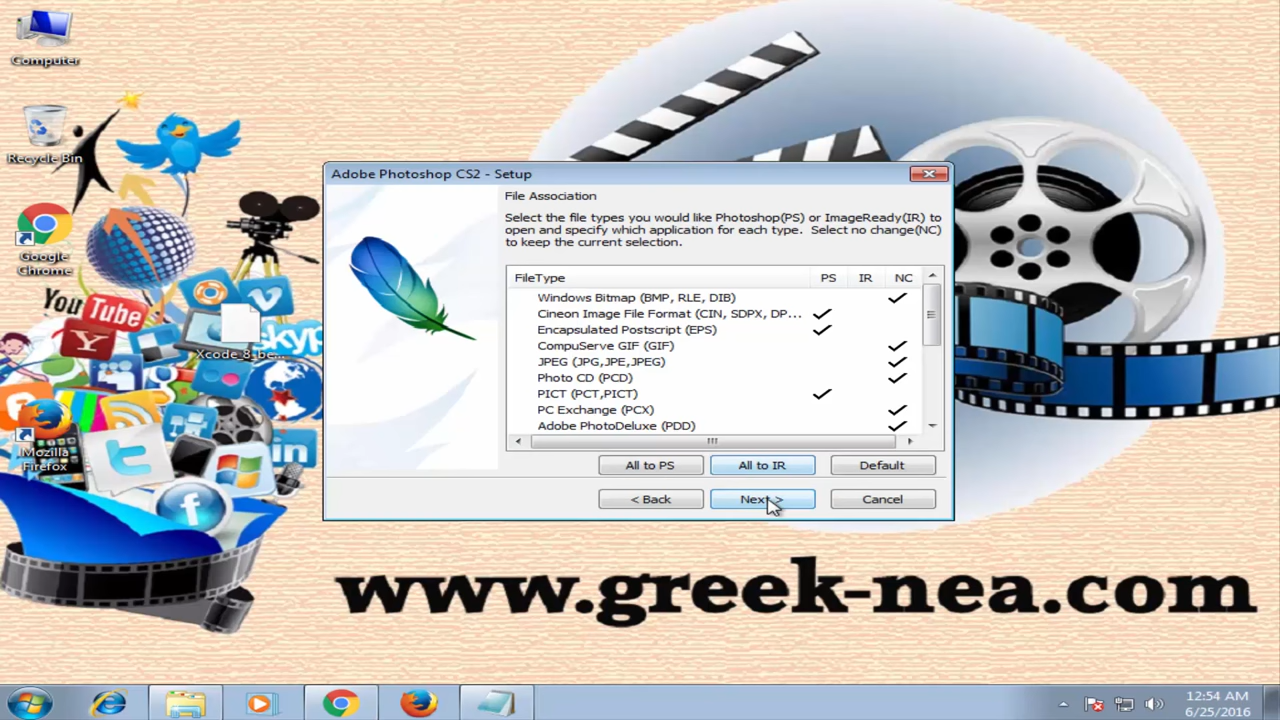 Computer
Recycle Bin
Google
Chrome
You Tube
Y
Skyp
Xcode_8_be...
in
Mozilla
Firefox
t
f
Adobe Photoshop CS2 - Setup
File Association
Select the file types you would like Photoshop(PS) or ImageReady(IR) to
open and specify which application for each type. Select no change(NC)
to keep the current selection.
FileType PS IR NC
Windows Bitmap (BMP, RLE, DIB)
Cineon Image File Format (CIN, SDPX, DP...
Encapsulated Postscript (EPS)
CompuServe GIF (GIF)
JPEG (JPG,JPE,JPEG)
Photo CD (PCD)
PICT (PCT,PICT)
PC Exchange (PCX)
Adobe PhotoDeluxe (PDD)
All to PS All to IR Default
< Back Next > Cancel
www.greek-nea.com
12:54 AM
6/25/2016